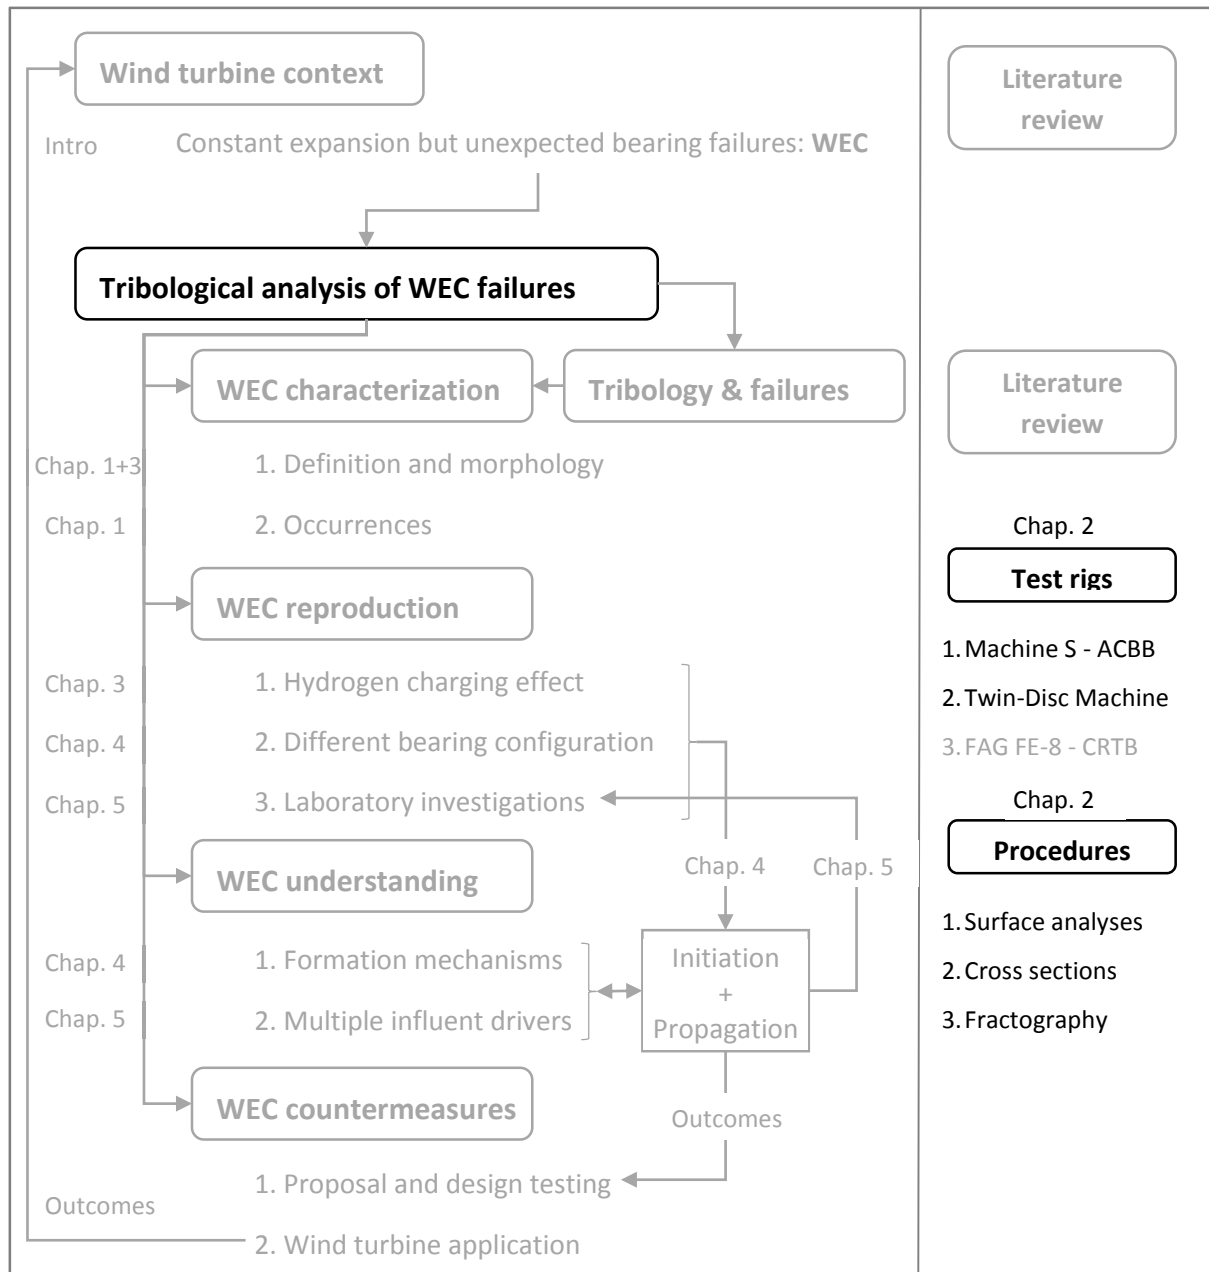 Wind turbine context
Intro
Constant expansion but unexpected bearing failures: WEC
Tribological analysis of WEC failures
WEC characterization
Tribology & failures
Chap. 1+3
1. Definition and morphology
Chap. 1
2. Occurrences
WEC reproduction
Chap. 3
1. Hydrogen charging effect
Chap. 4
2. Different bearing configuration
Chap. 5
3. Laboratory investigations
Chap. 4
Chap. 5
WEC understanding
Chap. 4
1. Formation mechanisms
Chap. 5
2. Multiple influent drivers
Initiation
+
Propagation
WEC countermeasures
Outcomes
1. Proposal and design testing
Outcomes
2. Wind turbine application
Literature
review
Literature
review
Chap. 2
Test rigs
1. Machine S - ACBB
2. Twin-Disc Machine
3. FAG FE-8 - CRTB
Chap. 2
Procedures
1. Surface analyses
2. Cross sections
3. Fractography